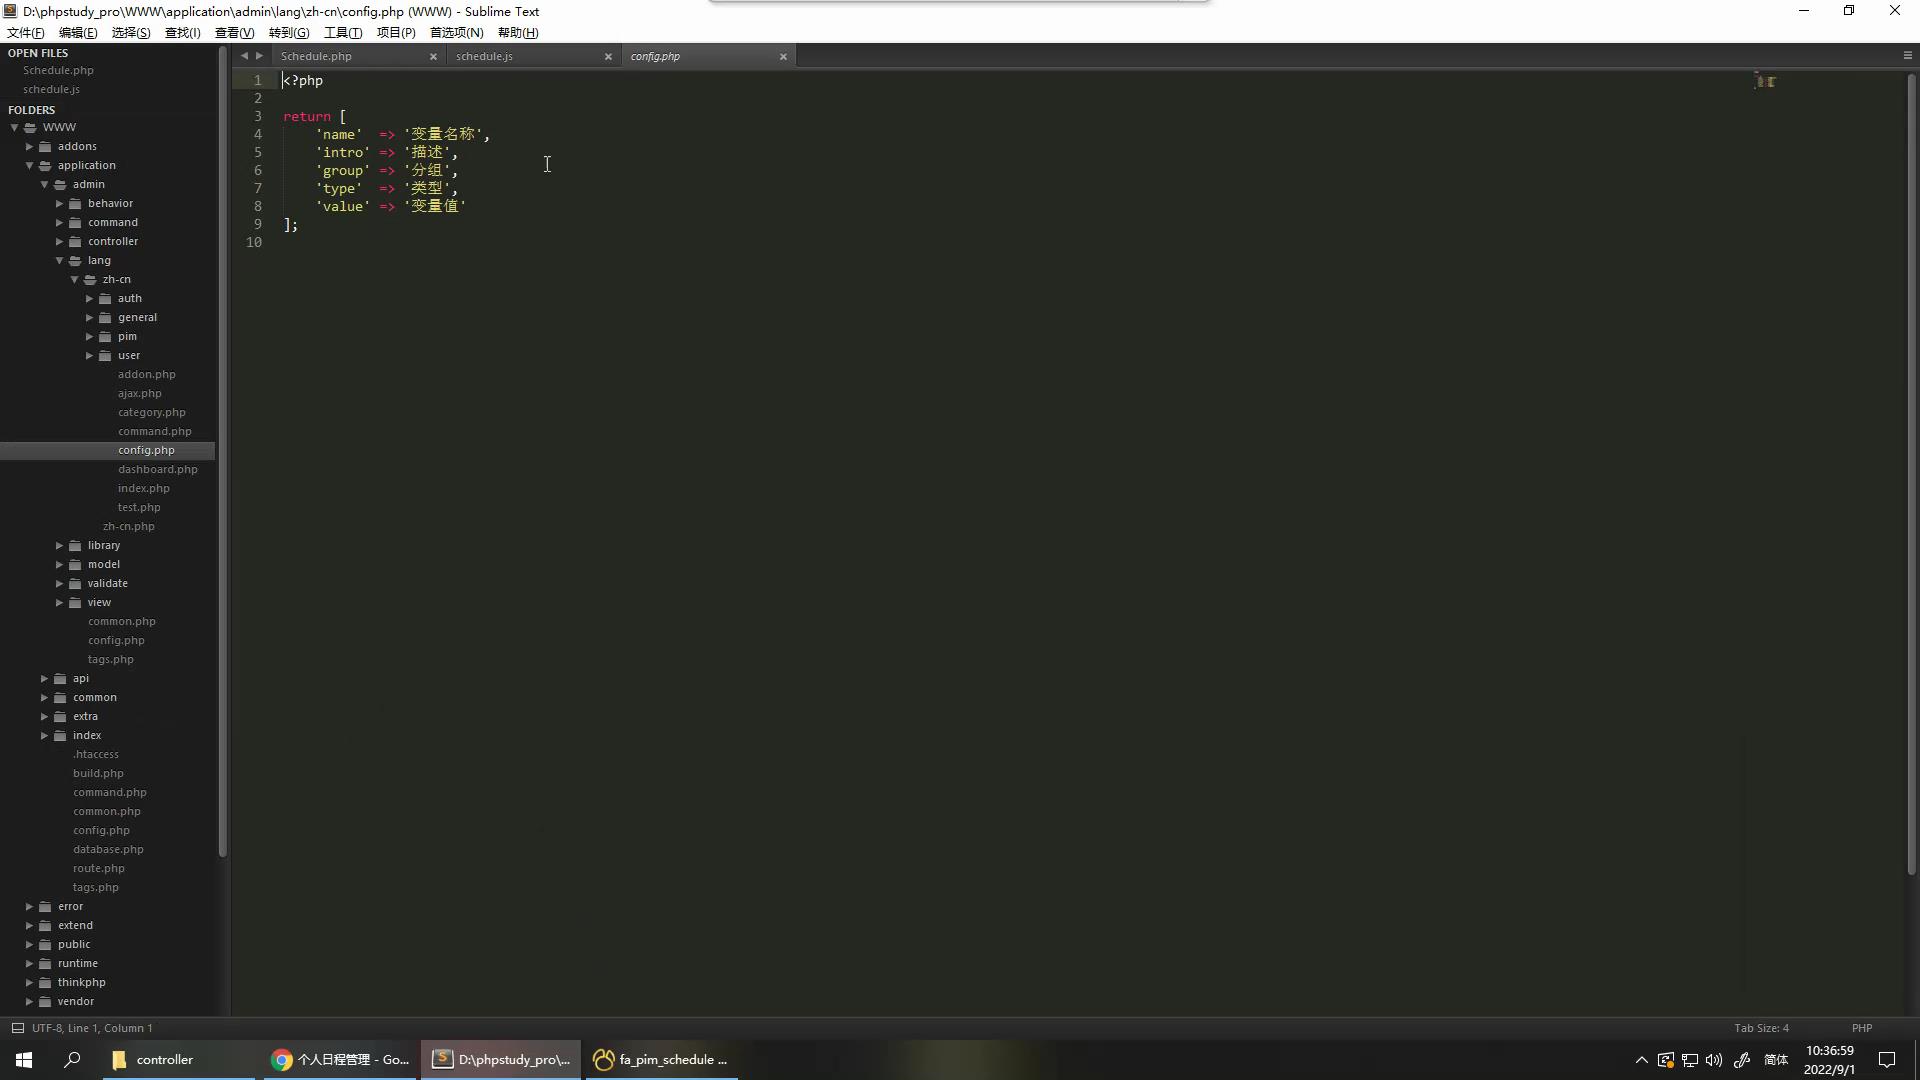 D:\phpstudy_pro\WWW\application\admin\lang\zh-cn\config.php (WWW) - Sublime Text
文件(F) 编辑(E) 选择(S) 查找(I) 查看(V) 转到(G) 工具(T) 项目(P) 首选项(N) 帮助(H)
OPEN FILES
Schedule.php
schedule.js
FOLDERS
WWW
addons
application
admin
behavior
command
controller
lang
zh-cn
auth
general
pim
user
addon.php
ajax.php
category.php
command.php
config.php
dashboard.php
index.php
test.php
zh-cn.php
library
model
validate
view
common.php
config.php
tags.php
api
common
extra
index
.htaccess
build.php
command.php
common.php
config.php
database.php
route.php
tags.php
error
extend
public
runtime
thinkphp
vendor
Schedule.php schedule.js config.php
1 <?php
2
3 return [
4 'name' => '变量名称',
5 'intro' => '描述',
6 'group' => '分组',
7 'type' => '类型',
8 'value' => '变量值'
9 ];
10
UTF-8, Line 1, Column 1 Tab Size: 4 PHP
controller 个人日程管理 - Go... D:\phpstudy_pro\... fa_pim_schedule ... 简体 10:36:59
2022/9/1